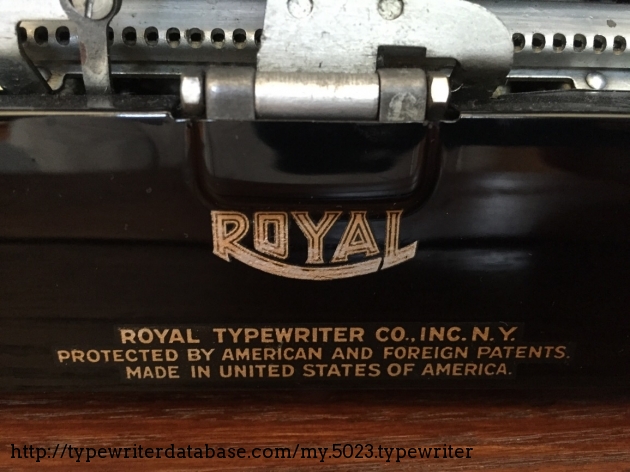 ROYAL
ROYAL TYPEWRITER CO., INC. N.Y.
PROTECTED BY AMERICAN AND FOREIGN PATENTS.
MADE IN UNITED STATES OF AMERICA.
http://typewriterdatabase.com/my.5023.typewriter